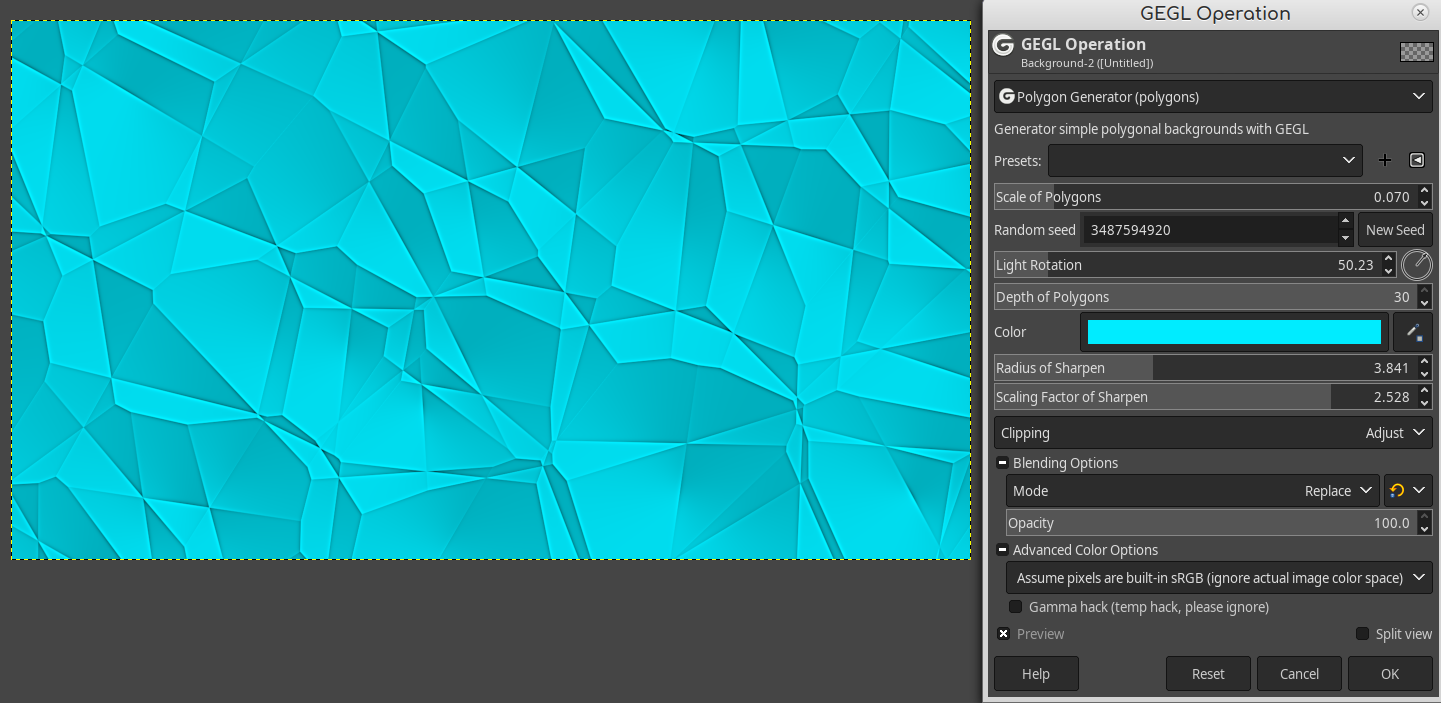 GEGL Operation
GEGL Operation
Background-2 ([Untitled])
Polygon Generator (polygons)
Generator simple polygonal backgrounds with GEGL
Presets:
Scale of Polygons 0.070
Random seed 3487594920 New Seed
Light Rotation 50.23
Depth of Polygons 30
Color
Radius of Sharpen 3.841
Scaling Factor of Sharpen 2.528
Clipping Adjust
Blending Options
Mode Replace
Opacity 100.0
Advanced Color Options
Assume pixels are built-in sRGB (ignore actual image color space)
Gamma hack (temp hack, please ignore)
Preview Split view
Help Reset Cancel OK